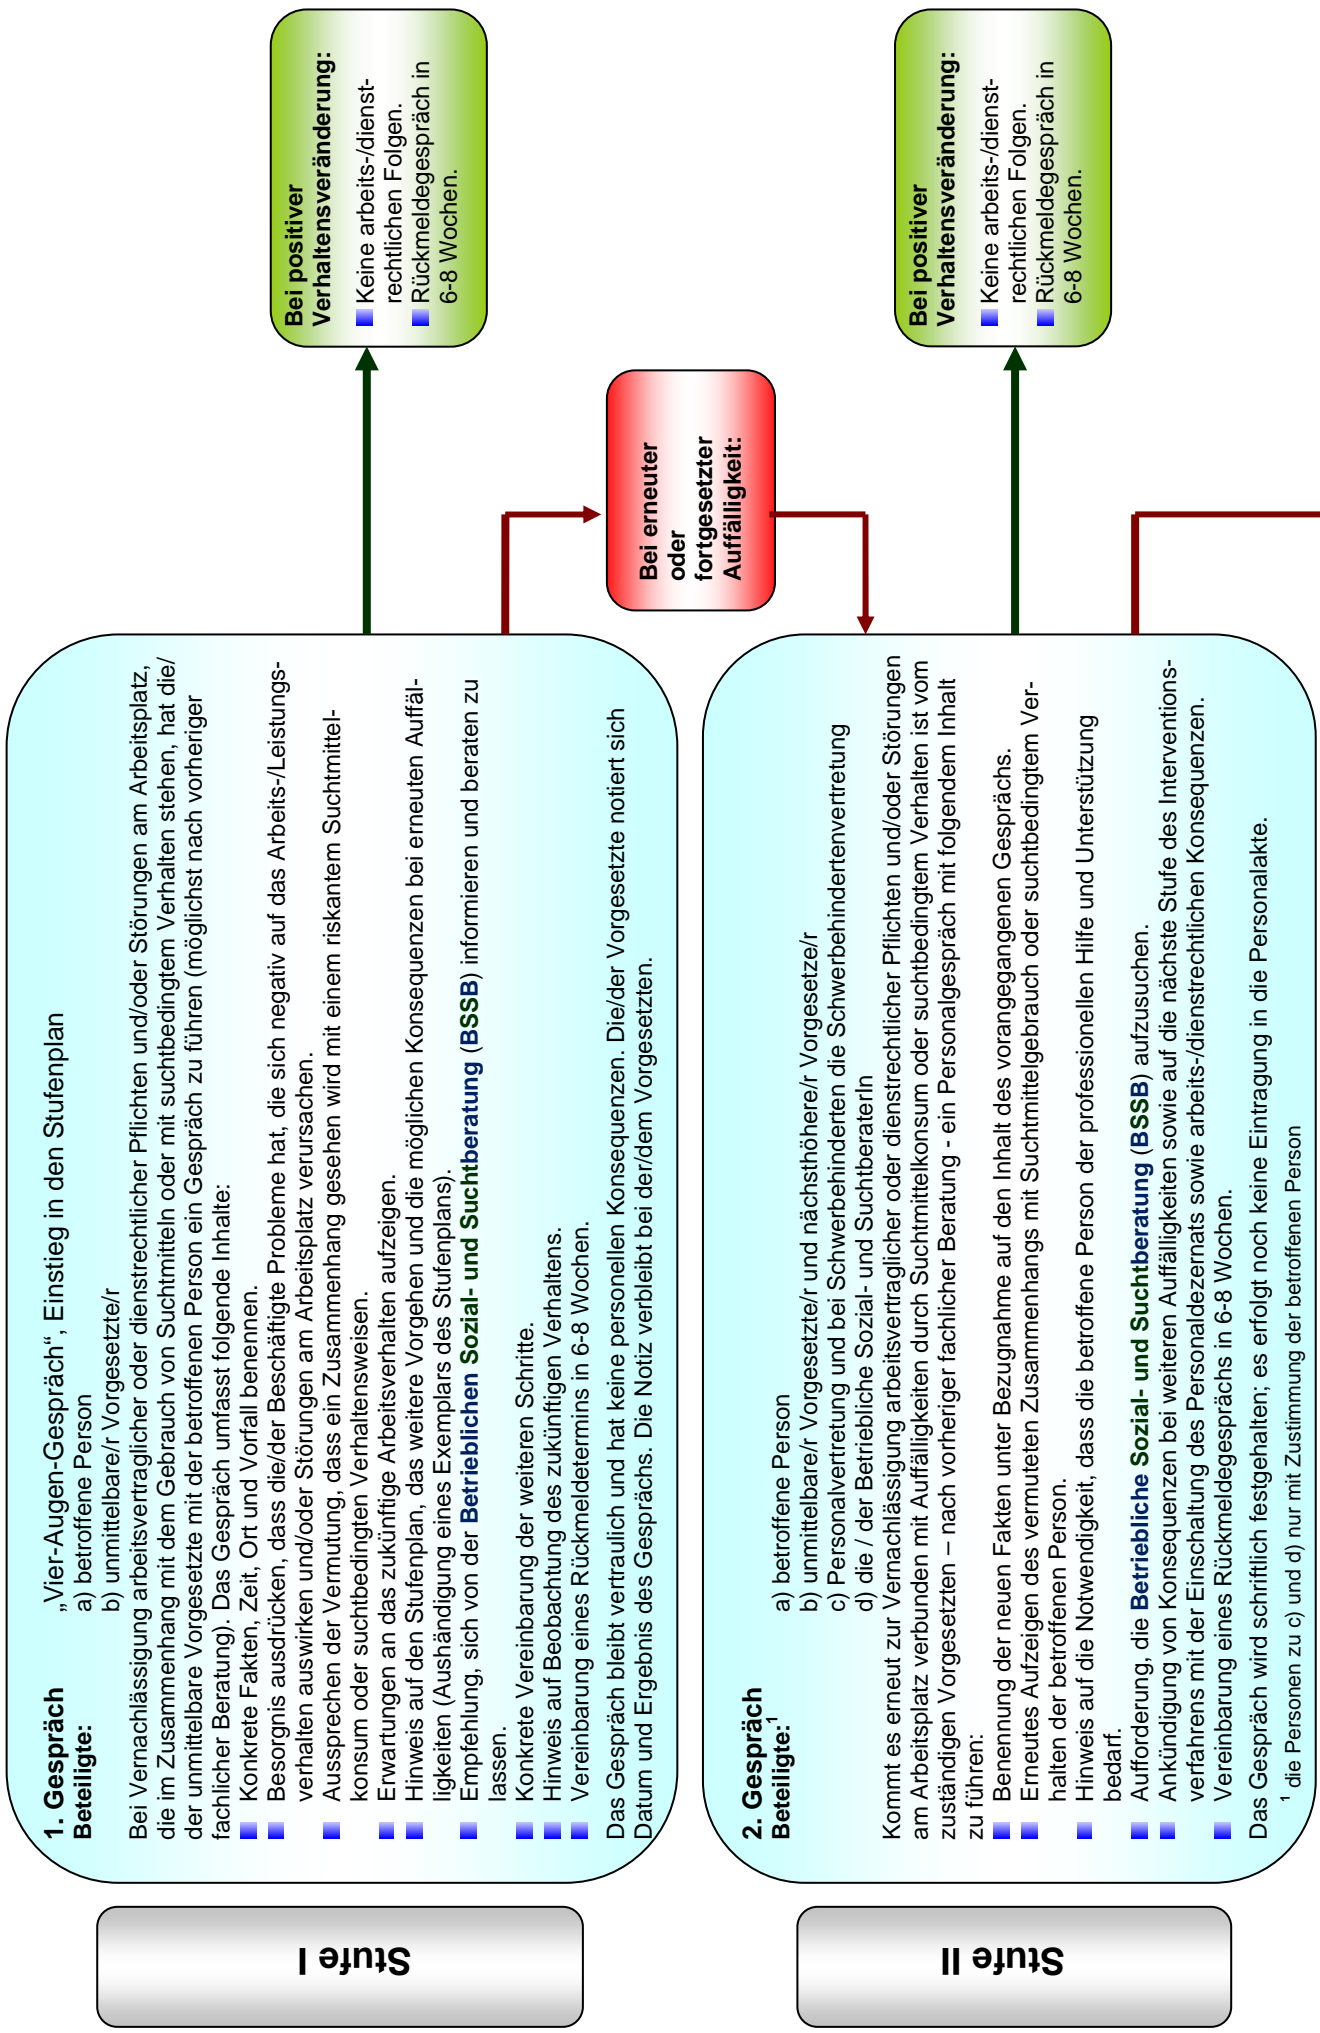 Stufe I
1. Gespräch „Vier-Augen-Gespräch“, Einstieg in den Stufenplan
Beteiligte: a) betroffene Person
b) unmittelbare/r Vorgesetzte/r
Bei Vernachlässigung arbeitsvertraglicher oder dienstrechtlicher Pflichten und/oder Störungen am Arbeitsplatz,
die im Zusammenhang mit dem Gebrauch von Suchtmitteln oder mit suchtbedingtem Verhalten stehen, hat die/
der unmittelbare Vorgesetzte mit der betroffenen Person ein Gespräch zu führen (möglichst nach vorheriger
fachlicher Beratung). Das Gespräch umfasst folgende Inhalte:
Konkrete Fakten, Zeit, Ort und Vorfall benennen.
Besorgnis ausdrücken, dass die/der Beschäftigte Probleme hat, die sich negativ auf das Arbeits-/Leistungs-
verhalten auswirken und/oder Störungen am Arbeitsplatz verursachen.
Aussprechen der Vermutung, dass ein Zusammenhang gesehen wird mit einem riskantem Suchtmittel-
konsum oder suchtbedingten Verhaltensweisen.
Erwartungen an das zukünftige Arbeitsverhalten aufzeigen.
Hinweis auf den Stufenplan, das weitere Vorgehen und die möglichen Konsequenzen bei erneuten Auffäl-
ligkeiten (Aushändigung eines Exemplars des Stufenplans).
Empfehlung, sich von der Betrieblichen Sozial- und Suchtberatung (BSSB) informieren und beraten zu
lassen.
Konkrete Vereinbarung der weiteren Schritte.
Hinweis auf Beobachtung des zukünftigen Verhaltens.
Vereinbarung eines Rückmeldetermins in 6-8 Wochen.
Das Gespräch bleibt vertraulich und hat keine personellen Konsequenzen. Die/der Vorgesetzte notiert sich
Datum und Ergebnis des Gesprächs. Die Notiz verbleibt bei der/dem Vorgesetzten.
Bei positiver
Verhaltensveränderung:
Keine arbeits-/dienst-
rechtlichen Folgen.
Rückmeldegespräch in
6-8 Wochen.
Bei erneuter
oder
fortgesetzter
Auffälligkeit:
Stufe II
2. Gespräch
Beteiligte:¹ a) betroffene Person
b) unmittelbare/r Vorgesetzte/r und nächsthöhere/r Vorgesetze/r
c) Personalvertretung und bei Schwerbehinderten die Schwerbehindertenvertretung
d) die / der Betriebliche Sozial- und SuchtberaterIn
Kommt es erneut zur Vernachlässigung arbeitsvertraglicher oder dienstrechtlicher Pflichten und/oder Störungen
am Arbeitsplatz verbunden mit Auffälligkeiten durch Suchtmittelkonsum oder suchtbedingtem Verhalten ist vom
zuständigen Vorgesetzten – nach vorheriger fachlicher Beratung - ein Personalgespräch mit folgendem Inhalt
zu führen:
Benennung der neuen Fakten unter Bezugnahme auf den Inhalt des vorangegangenen Gesprächs.
Erneutes Aufzeigen des vermuteten Zusammenhangs mit Suchtmittelgebrauch oder suchtbedingtem Ver-
halten der betroffenen Person.
Hinweis auf die Notwendigkeit, dass die betroffene Person der professionellen Hilfe und Unterstützung
bedarf.
Aufforderung, die Betriebliche Sozial- und Suchtberatung (BSSB) aufzusuchen.
Ankündigung von Konsequenzen bei weiteren Auffälligkeiten sowie auf die nächste Stufe des Interventions-
verfahrens mit der Einschaltung des Personaldezernats sowie arbeits-/dienstrechtlichen Konsequenzen.
Vereinbarung eines Rückmeldegesprächs in 6-8 Wochen.
Das Gespräch wird schriftlich festgehalten; es erfolgt noch keine Eintragung in die Personalakte.
¹ die Personen zu c) und d) nur mit Zustimmung der betroffenen Person
Bei positiver
Verhaltensveränderung:
Keine arbeits-/dienst-
rechtlichen Folgen.
Rückmeldegespräch in
6-8 Wochen.